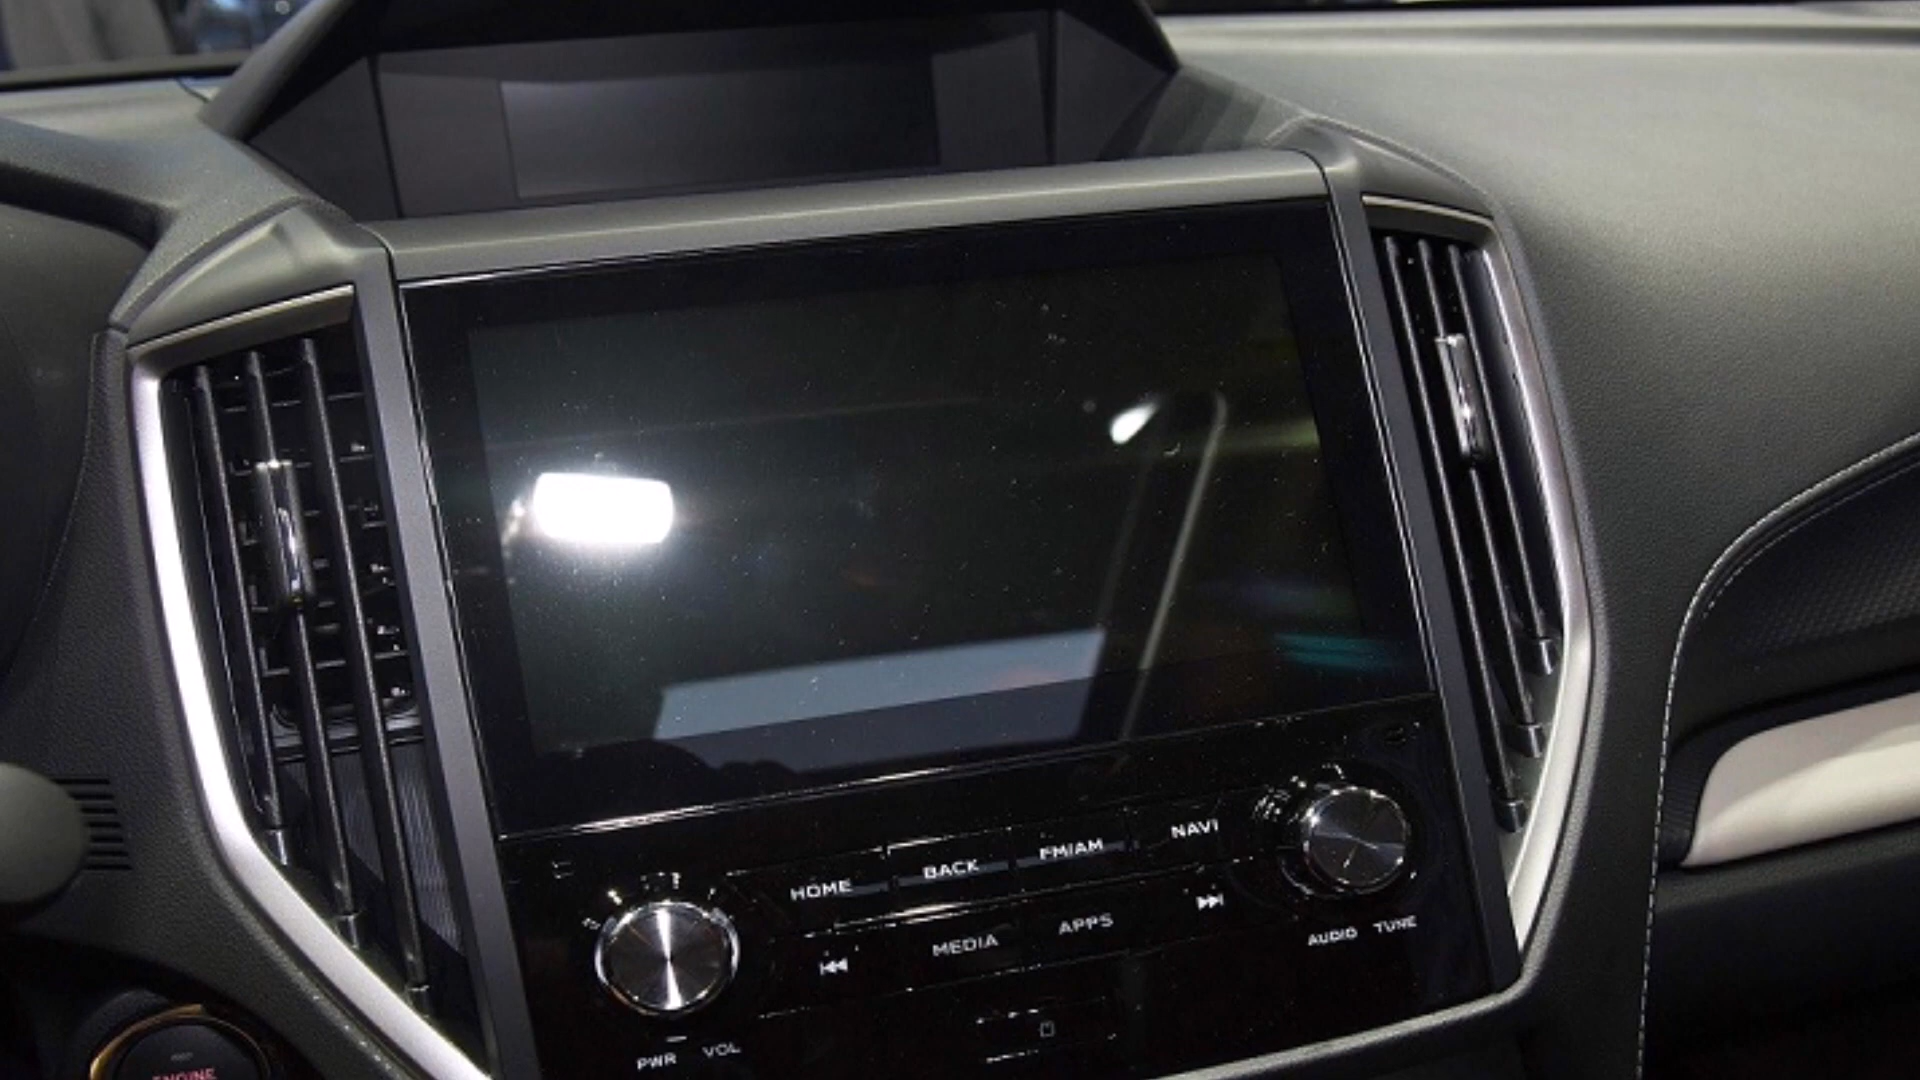 HOME BACK FM/AM NAVI
MEDIA APPS
AUDIO TUNE
PWR VOL
ENGINE